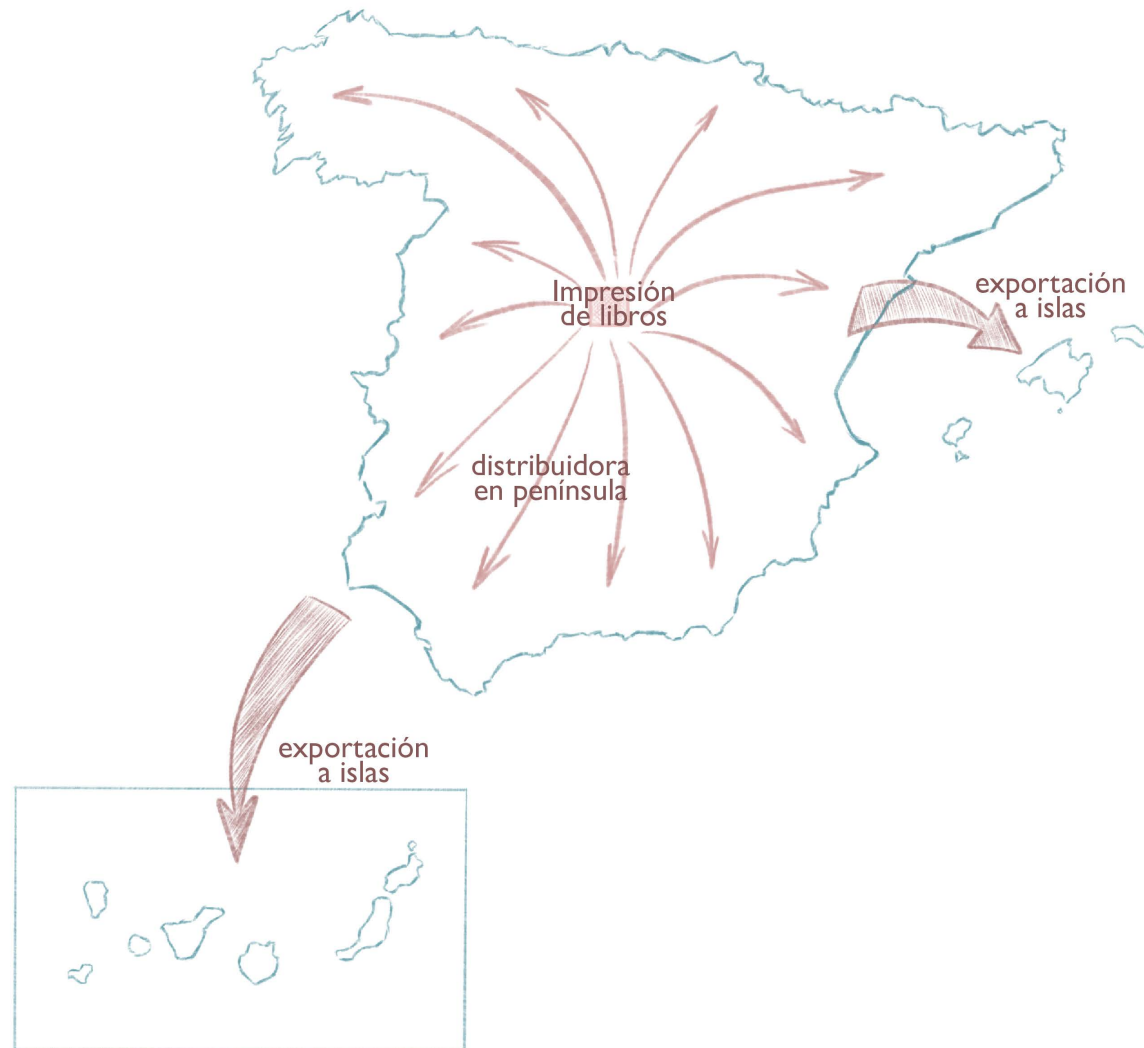 Impresión
de libros
exportación
a islas
distribuidora
en península
exportación
a islas